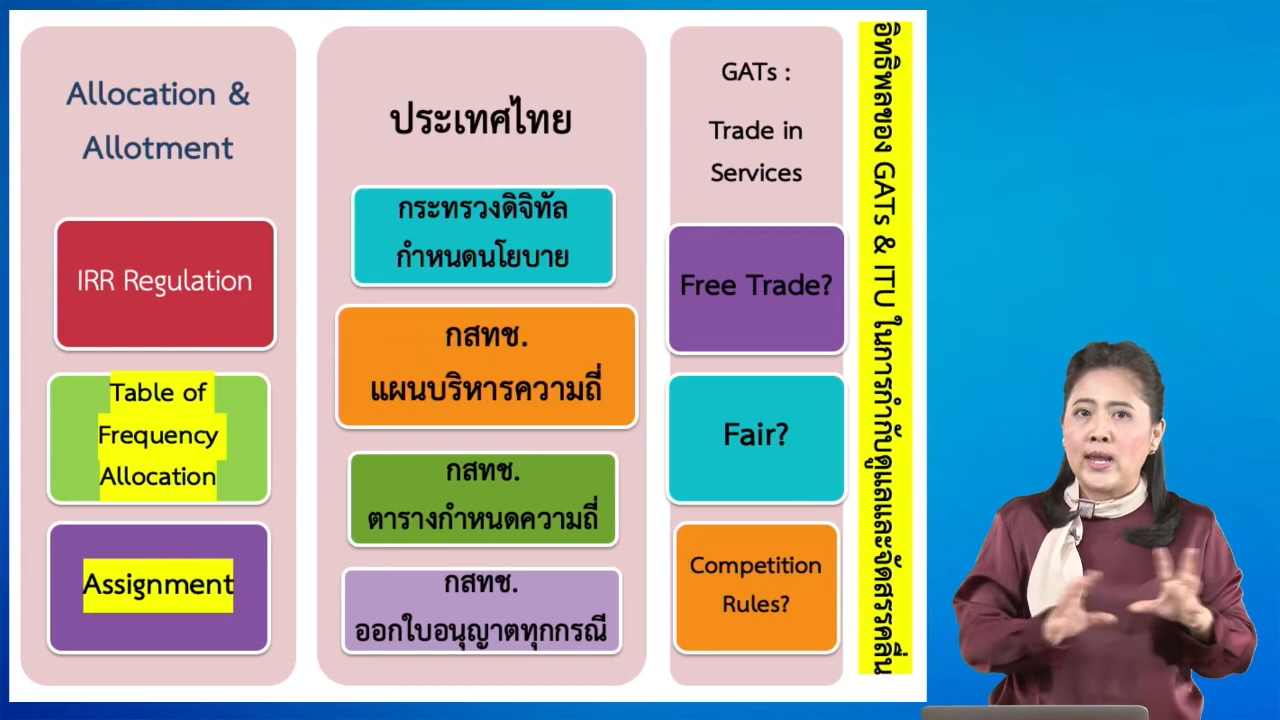 Allocation &
Allotment
IRR Regulation
Table of
Frequency
Allocation
Assignment
ประเทศไทย
กระทรวงดิจิทัล
กำหนดนโยบาย
กสทช.
แผนบริหารความถี่
กสทช.
ตารางกำหนดความถี่
กสทช.
ออกใบอนุญาตทุกกรณี
GATs :
Trade in
Services
Free Trade?
Fair?
Competition
Rules?
อิทธิพลของ GATs & ITU ในการกำกับดูแลและจัดสรรคลื่น